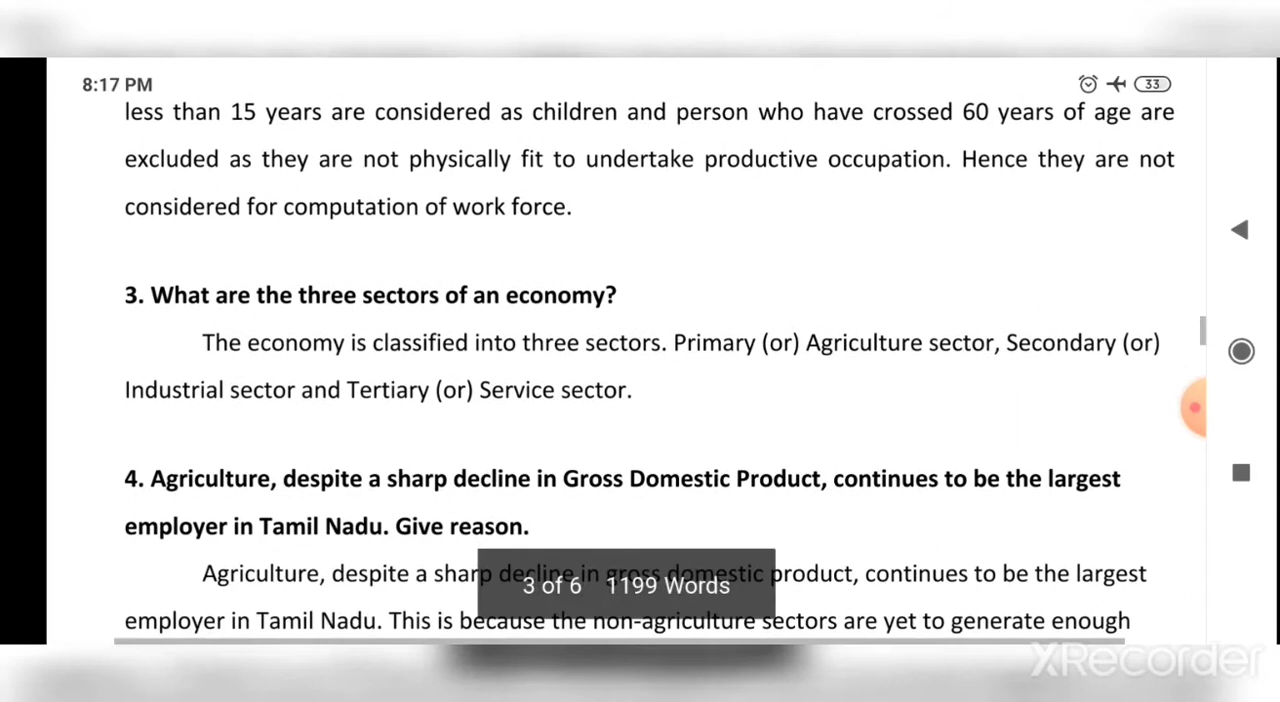 8:17 PM
33
less than 15 years are considered as children and person who have crossed 60 years of age are
excluded as they are not physically fit to undertake productive occupation. Hence they are not
considered for computation of work force.
3. What are the three sectors of an economy?
The economy is classified into three sectors. Primary (or) Agriculture sector, Secondary (or)
Industrial sector and Tertiary (or) Service sector.
4. Agriculture, despite a sharp decline in Gross Domestic Product, continues to be the largest
employer in Tamil Nadu. Give reason.
Agriculture, despite a sharp decline in gross domestic product, continues to be the largest
3 of 6 1199 Words
employer in Tamil Nadu. This is because the non-agriculture sectors are yet to generate enough
XRecorder